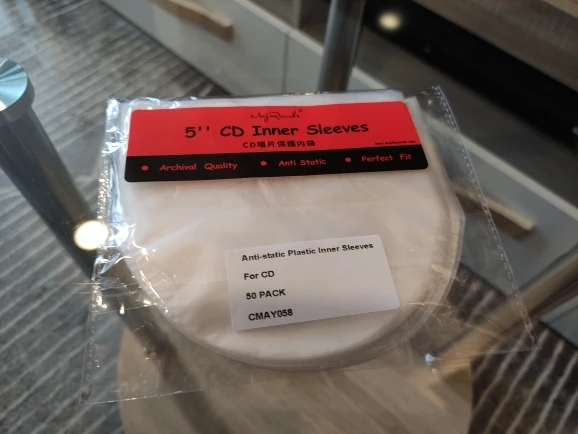 5'' CD Inner Sleeves
CD唱片保護內袋
• Archival Quality • Anti Static • Perfect Fit
Anti-static Plastic Inner Sleeves
For CD
50 PACK
CMAY058